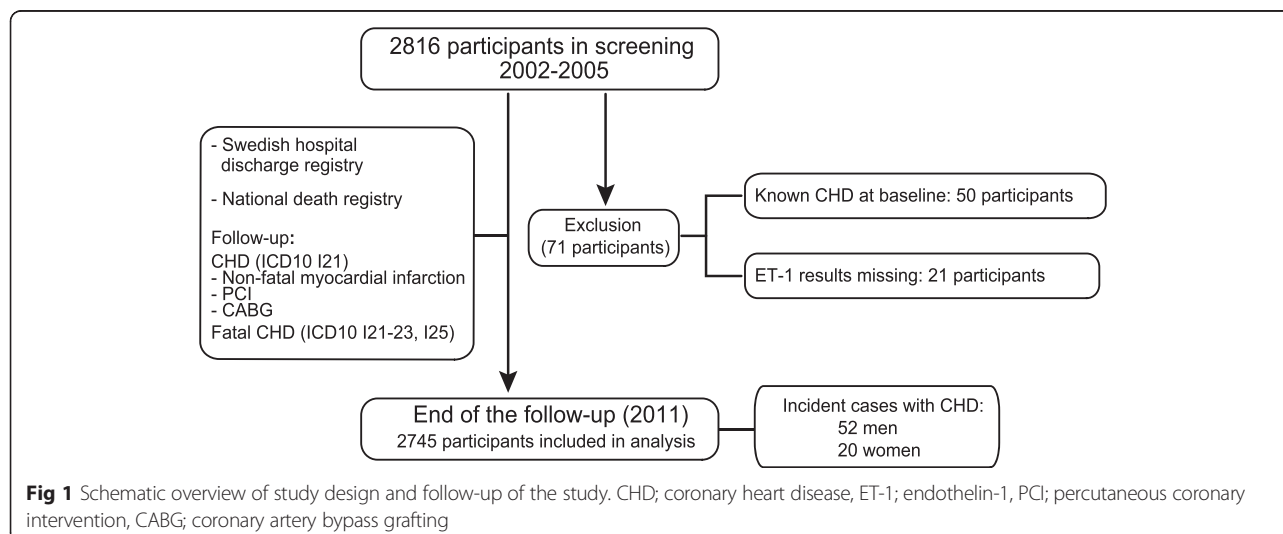 2816 participants in screening
2002-2005
- Swedish hospital
discharge registry
- National death registry
Follow-up:
CHD (ICD10 I21)
- Non-fatal myocardial infarction
- PCI
- CABG
Fatal CHD (ICD10 I21-23, I25)
Exclusion
(71 participants)
Known CHD at baseline: 50 participants
ET-1 results missing: 21 participants
End of the follow-up (2011)
2745 participants included in analysis
Incident cases with CHD:
52 men
20 women
Fig 1 Schematic overview of study design and follow-up of the study. CHD; coronary heart disease, ET-1; endothelin-1, PCI; percutaneous coronary
intervention, CABG; coronary artery bypass grafting